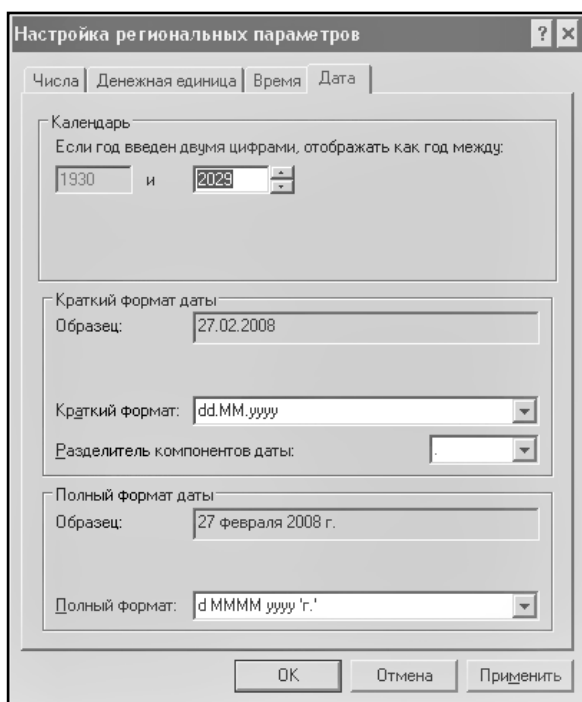 Настройка региональных параметров
Числа Денежная единица Время Дата
Календарь
Если год введен двумя цифрами, отображать как год между:
1930 и 2029
Краткий формат даты
Образец: 27.02.2008
Краткий формат: dd.MM.yyyy
Разделитель компонентов даты: .
Полный формат даты
Образец: 27 февраля 2008 г.
Полный формат: d MMMM yyyy 'г.'
OK Отмена Применить